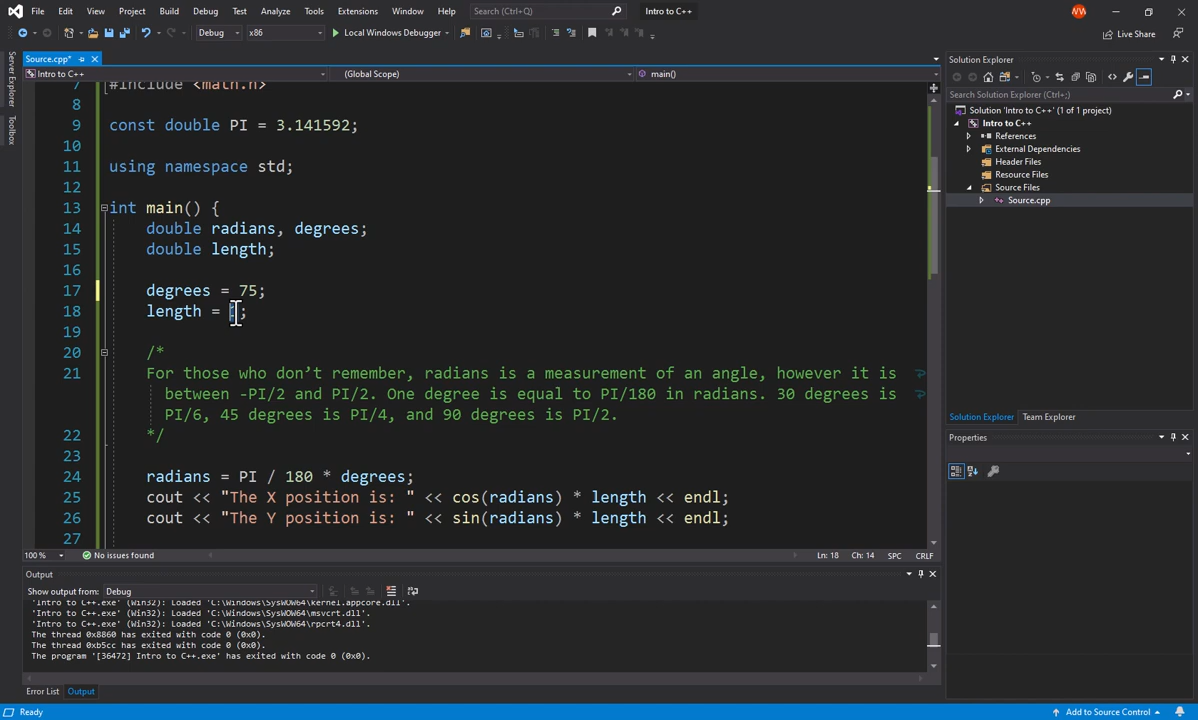 File Edit View Project Build Debug Test Analyze Tools Extensions Window Help Search (Ctrl+Q) Intro to C++
Debug x86 Local Windows Debugger Live Share
Server Explorer
Toolbox
Source.cpp*
Intro to C++ (Global Scope) main()
7 #include <math.h>
8
9 const double PI = 3.141592;
10
11 using namespace std;
12
13 int main() {
14 double radians, degrees;
15 double length;
16
17 degrees = 75;
18 length = ;
19
20 /*
21 For those who don't remember, radians is a measurement of an angle, however it is
between -PI/2 and PI/2. One degree is equal to PI/180 in radians. 30 degrees is
PI/6, 45 degrees is PI/4, and 90 degrees is PI/2.
22 */
23
24 radians = PI / 180 * degrees;
25 cout << "The X position is: " << cos(radians) * length << endl;
26 cout << "The Y position is: " << sin(radians) * length << endl;
27
100 % No issues found Ln: 18 Ch: 14 SPC CRLF
Output
Show output from: Debug
'Intro to C++.exe' (Win32): Loaded 'C:\Windows\SysWOW64\kernel.appcore.dll'.
'Intro to C++.exe' (Win32): Loaded 'C:\Windows\SysWOW64\msvcrt.dll'.
'Intro to C++.exe' (Win32): Loaded 'C:\Windows\SysWOW64\rpcrt4.dll'.
The thread 0x8860 has exited with code 0 (0x0).
The thread 0xb5cc has exited with code 0 (0x0).
The program '[36472] Intro to C++.exe' has exited with code 0 (0x0).
Error List Output
Solution Explorer
Search Solution Explorer (Ctrl+;)
Solution 'Intro to C++' (1 of 1 project)
Intro to C++
References
External Dependencies
Header Files
Resource Files
Source Files
Source.cpp
Solution Explorer Team Explorer
Properties
Ready Add to Source Control